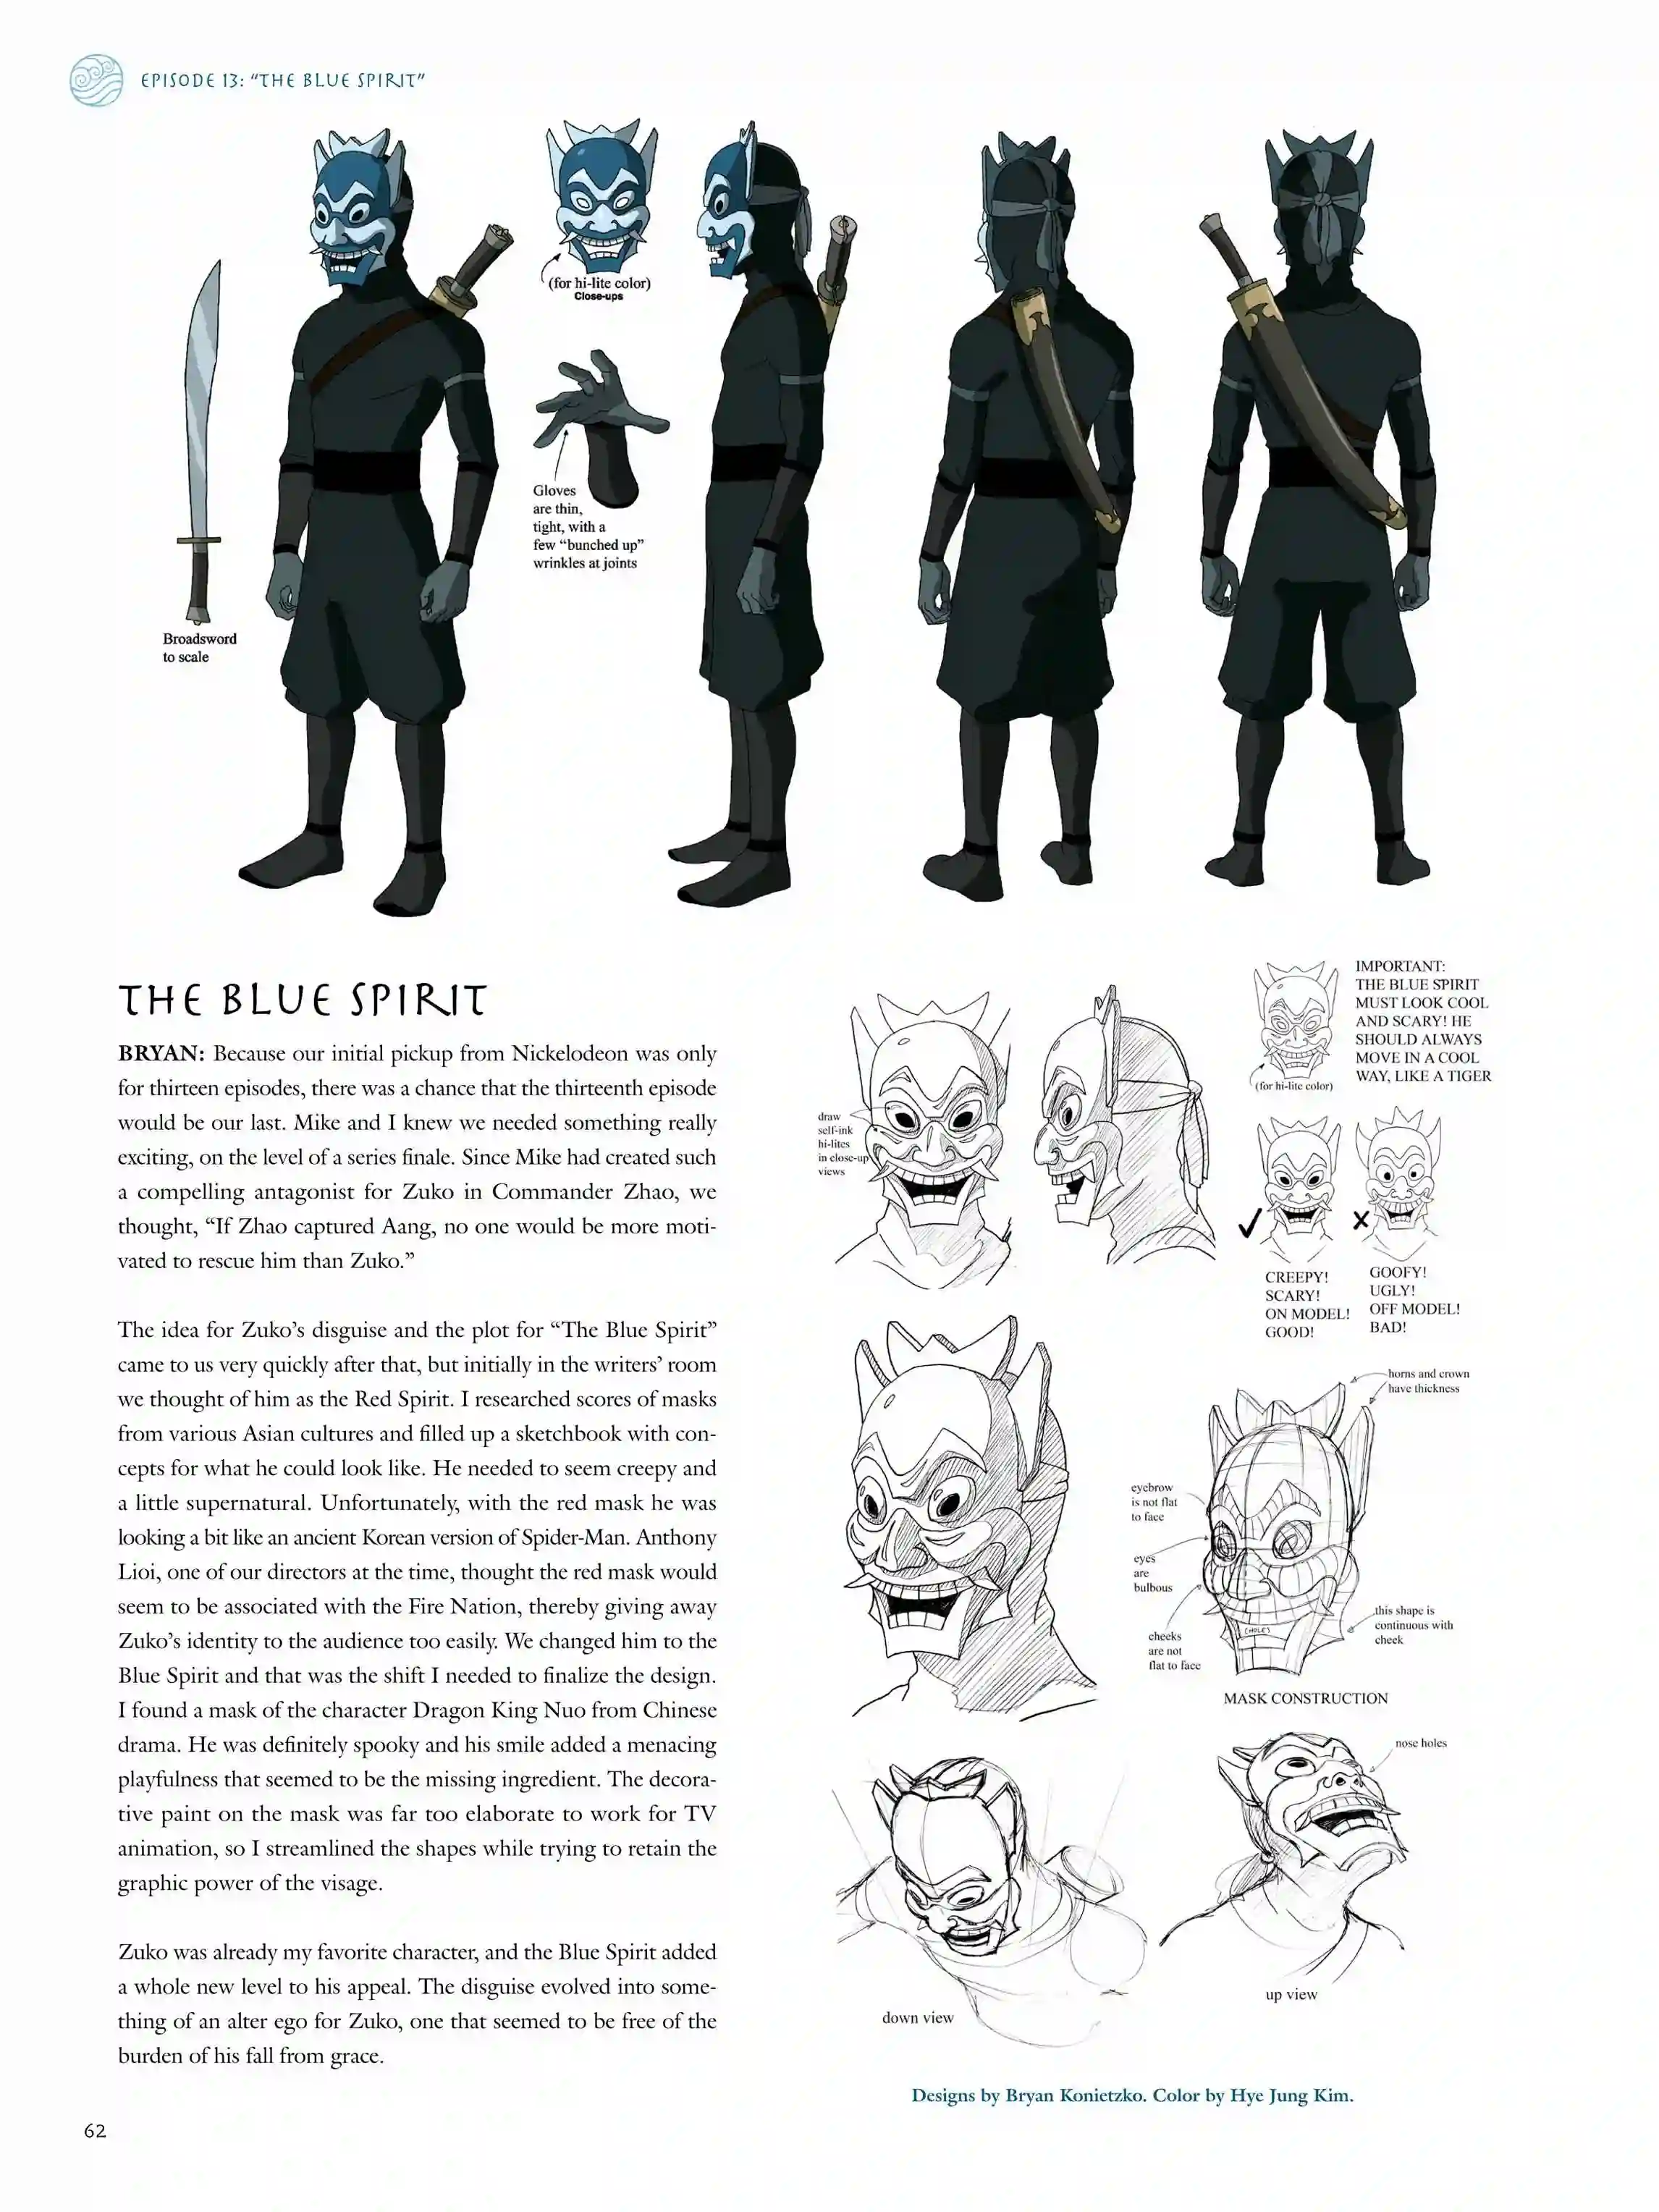 EPISODE 13: “THE BLUE SPIRIT”
(for hi-lite color)
Close-ups
Gloves
are thin,
tight, with a
few “bunched up”
wrinkles at joints
Broadsword
to scale
THE BLUE SPIRIT
BRYAN: Because our initial pickup from Nickelodeon was only
for thirteen episodes, there was a chance that the thirteenth episode
would be our last. Mike and I knew we needed something really
exciting, on the level of a series finale. Since Mike had created such
a compelling antagonist for Zuko in Commander Zhao, we
thought, “If Zhao captured Aang, no one would be more moti-
vated to rescue him than Zuko.”
The idea for Zuko’s disguise and the plot for “The Blue Spirit”
came to us very quickly after that, but initially in the writers’ room
we thought of him as the Red Spirit. I researched scores of masks
from various Asian cultures and filled up a sketchbook with con-
cepts for what he could look like. He needed to seem creepy and
a little supernatural. Unfortunately, with the red mask he was
looking a bit like an ancient Korean version of Spider-Man. Anthony
Lioi, one of our directors at the time, thought the red mask would
seem to be associated with the Fire Nation, thereby giving away
Zuko’s identity to the audience too easily. We changed him to the
Blue Spirit and that was the shift I needed to finalize the design.
I found a mask of the character Dragon King Nuo from Chinese
drama. He was definitely spooky and his smile added a menacing
playfulness that seemed to be the missing ingredient. The decora-
tive paint on the mask was far too elaborate to work for TV
animation, so I streamlined the shapes while trying to retain the
graphic power of the visage.
Zuko was already my favorite character, and the Blue Spirit added
a whole new level to his appeal. The disguise evolved into some-
thing of an alter ego for Zuko, one that seemed to be free of the
burden of his fall from grace.
draw
self-ink
hi-lites
in close-up
views
(for hi-lite color)
IMPORTANT:
THE BLUE SPIRIT
MUST LOOK COOL
AND SCARY! HE
SHOULD ALWAYS
MOVE IN A COOL
WAY, LIKE A TIGER
CREEPY!
SCARY!
ON MODEL!
GOOD!
GOOFY!
UGLY!
OFF MODEL!
BAD!
horns and crown
have thickness
eyebrow
is not flat
to face
eyes
are
bulbous
cheeks
are not
flat to face
(HOLE)
this shape is
continuous with
cheek
MASK CONSTRUCTION
nose holes
down view
up view
Designs by Bryan Konietzko. Color by Hye Jung Kim.
62